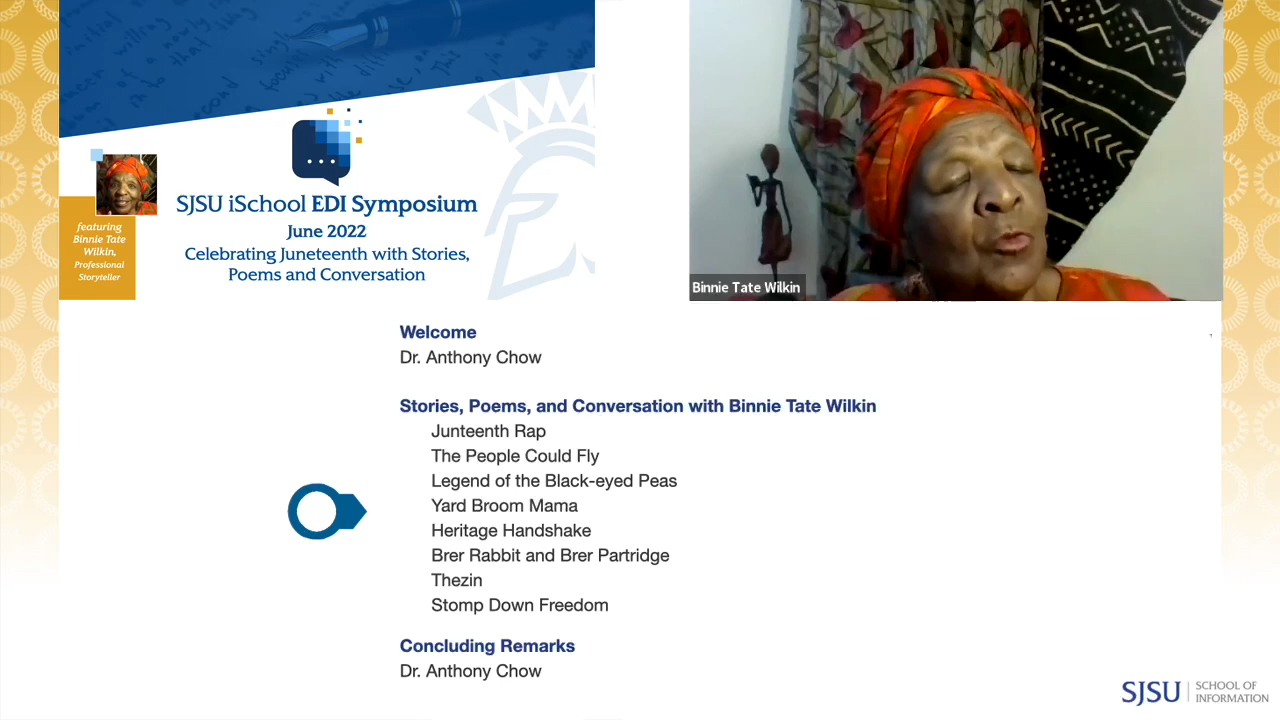 SJSU iSchool EDI Symposium
June 2022
Celebrating Juneteenth with Stories,
Poems and Conversation
featuring
Binnie Tate
Wilkin,
Professional
Storyteller
Binnie Tate Wilkin
Welcome
Dr. Anthony Chow
Stories, Poems, and Conversation with Binnie Tate Wilkin
Junteenth Rap
The People Could Fly
Legend of the Black-eyed Peas
Yard Broom Mama
Heritage Handshake
Brer Rabbit and Brer Partridge
Thezin
Stomp Down Freedom
Concluding Remarks
Dr. Anthony Chow
SJSU SCHOOL OF
INFORMATION